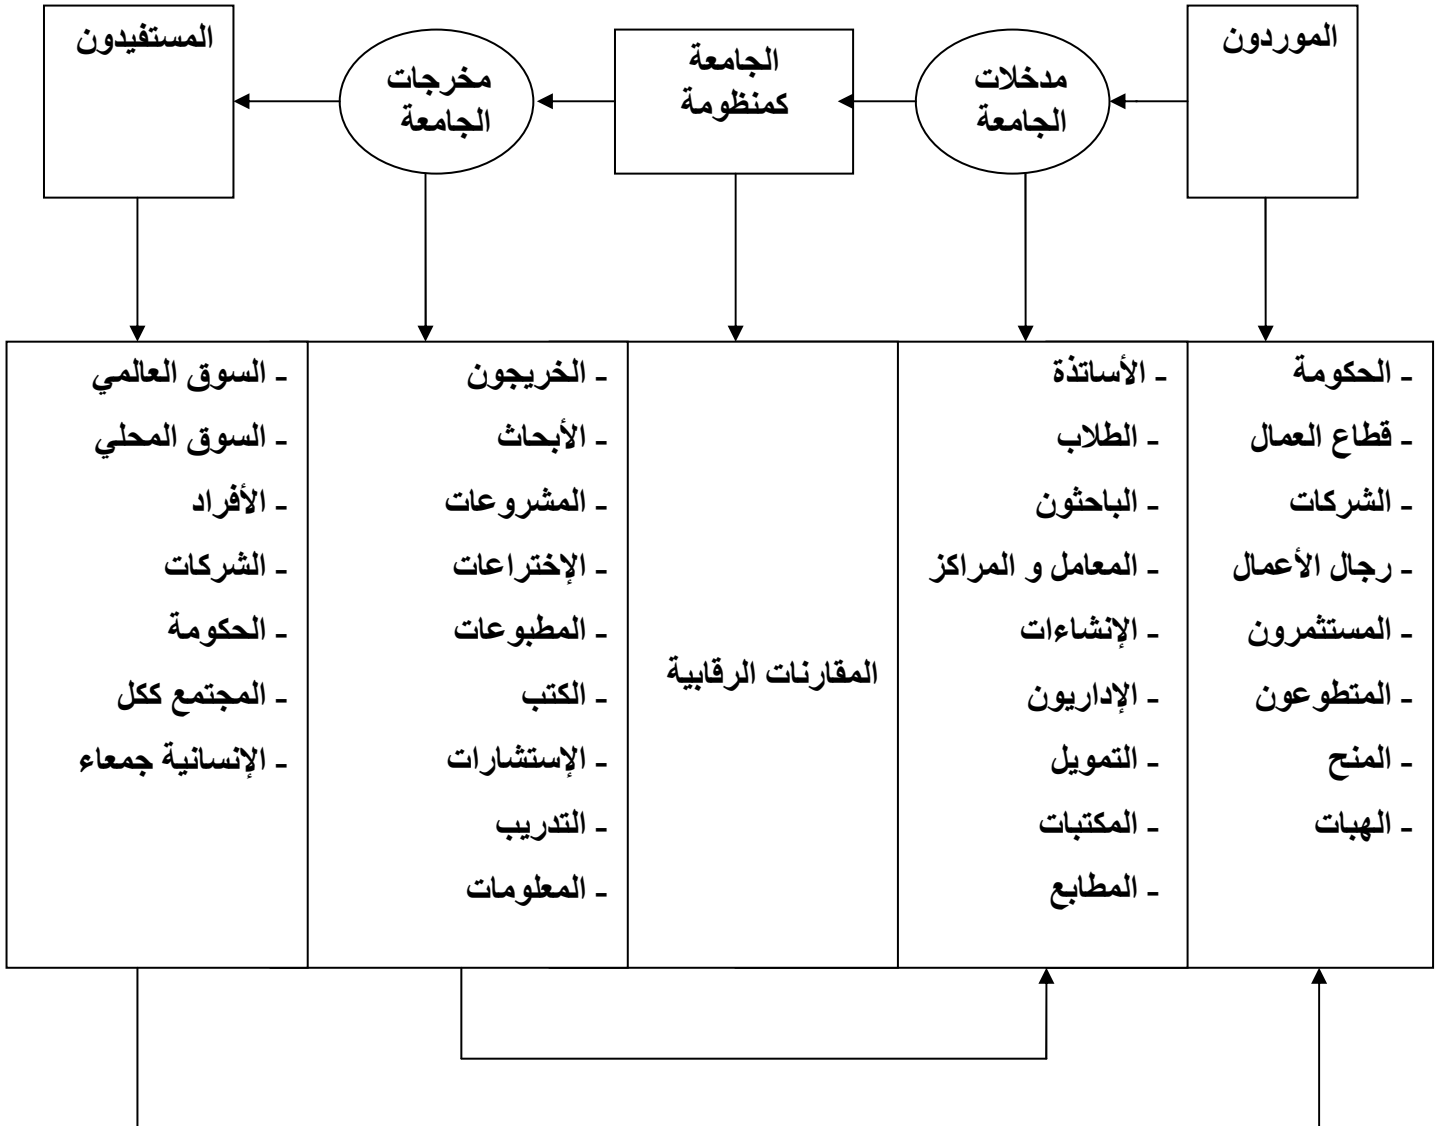 الموردون
مدخلات
الجامعة
الجامعة
كمنظومة
مخرجات
الجامعة
المستفيدون
- الحكومة
- قطاع العمال
- الشركات
- رجال الأعمال
- المستثمرون
- المتطوعون
- المنح
- الهبات
- الأساتذة
- الطلاب
- الباحثون
- المعامل و المراكز
- الإنشاءات
- الإداريون
- التمويل
- المكتبات
- المطابع
المقارنات الرقابية
- الخريجون
- الأبحاث
- المشروعات
- الإختراعات
- المطبوعات
- الكتب
- الإستشارات
- التدريب
- المعلومات
- السوق العالمي
- السوق المحلي
- الأفراد
- الشركات
- الحكومة
- المجتمع ككل
- الإنسانية جمعاء